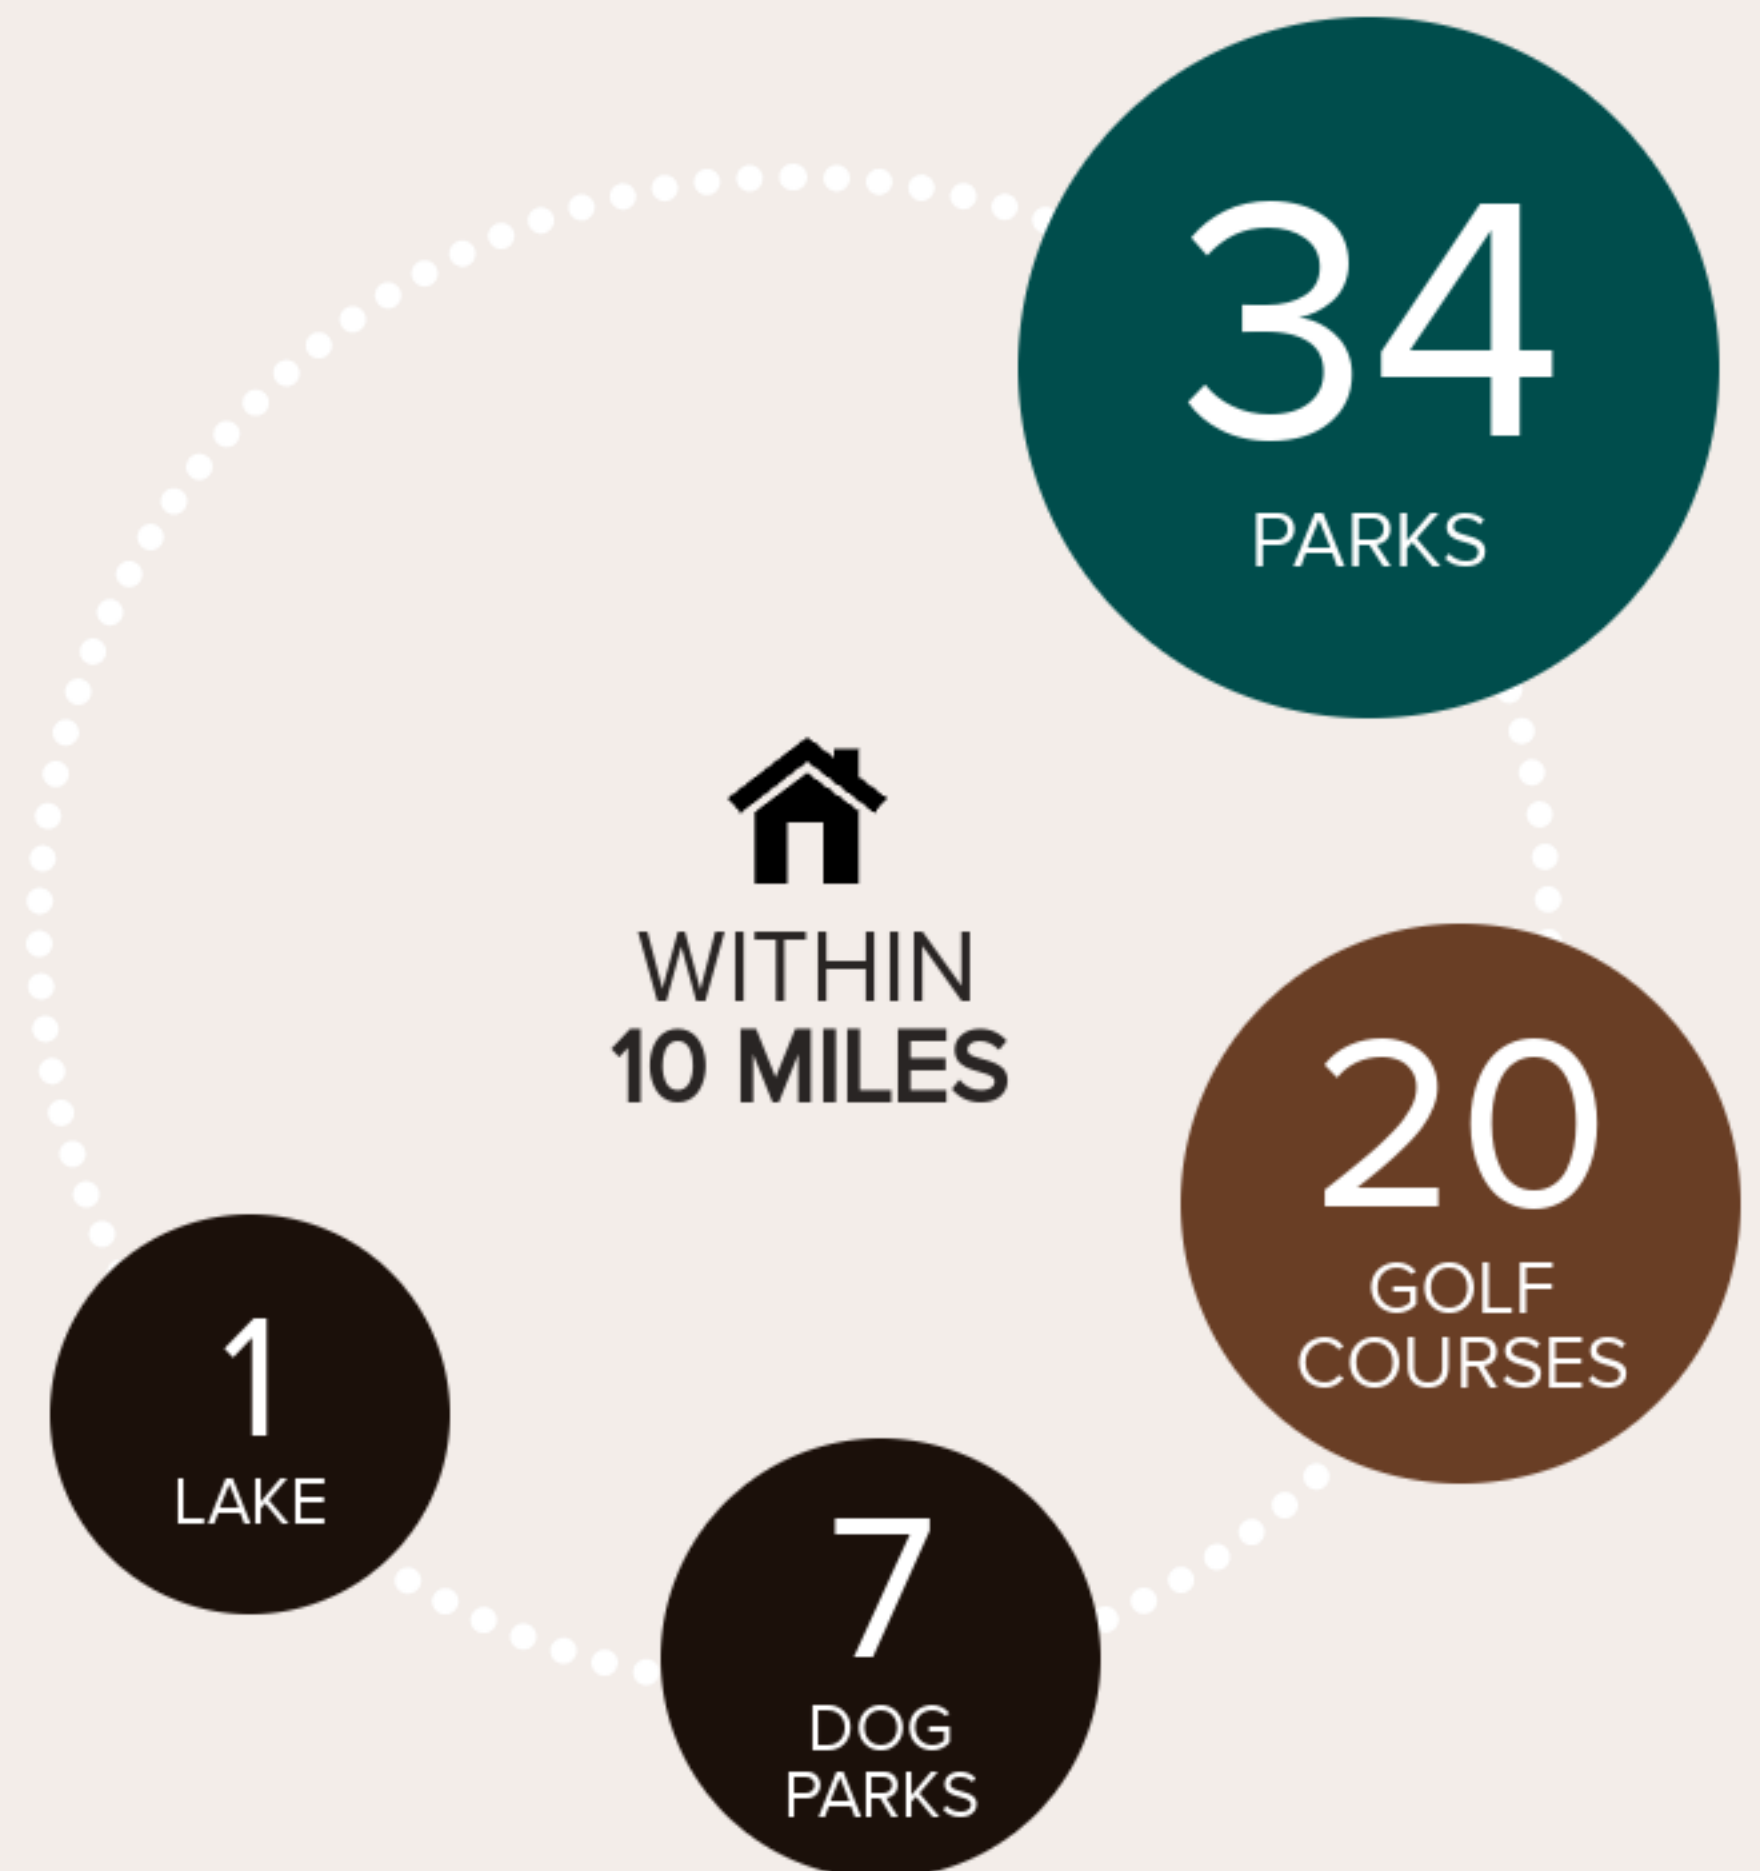 34
PARKS
WITHIN
10 MILES
20
GOLF
COURSES
1
LAKE
7
DOG
PARKS